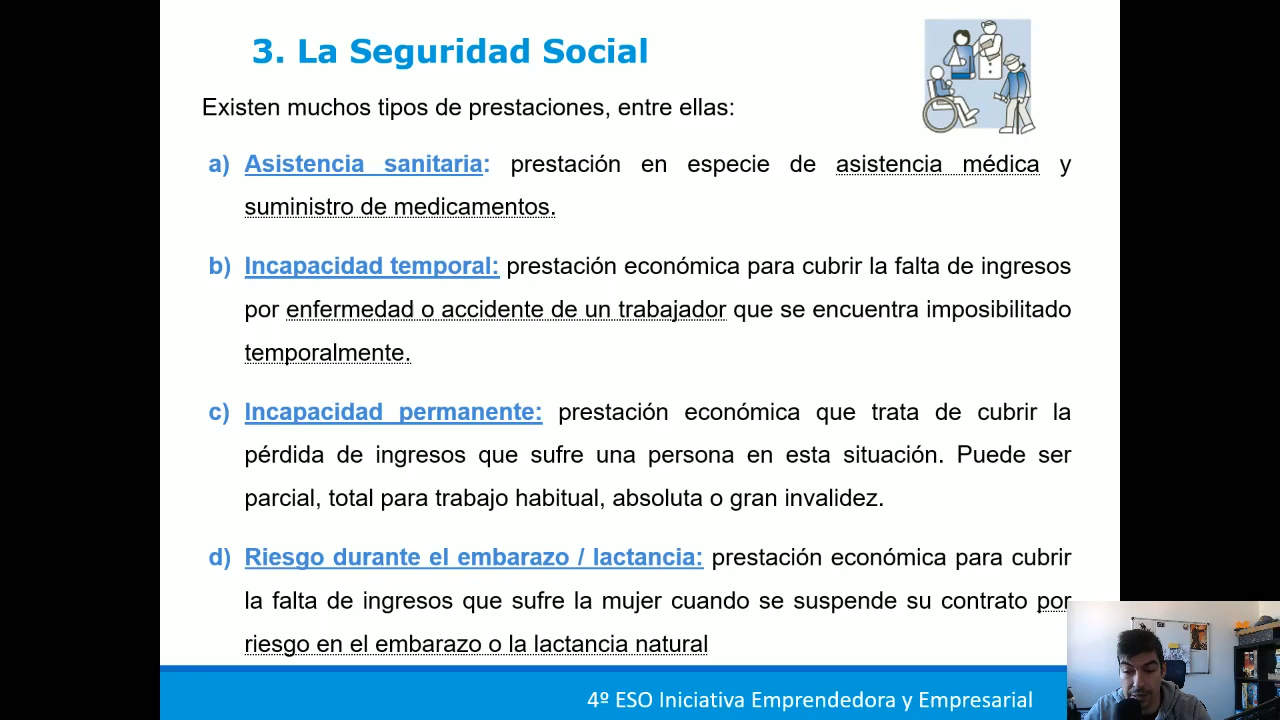 3. La Seguridad Social
Existen muchos tipos de prestaciones, entre ellas:
a) Asistencia sanitaria: prestación en especie de asistencia médica y
suministro de medicamentos.
b) Incapacidad temporal: prestación económica para cubrir la falta de ingresos
por enfermedad o accidente de un trabajador que se encuentra imposibilitado
temporalmente.
c) Incapacidad permanente: prestación económica que trata de cubrir la
pérdida de ingresos que sufre una persona en esta situación. Puede ser
parcial, total para trabajo habitual, absoluta o gran invalidez.
d) Riesgo durante el embarazo / lactancia: prestación económica para cubrir
la falta de ingresos que sufre la mujer cuando se suspende su contrato por
riesgo en el embarazo o la lactancia natural
4º ESO Iniciativa Emprendedora y Empresarial